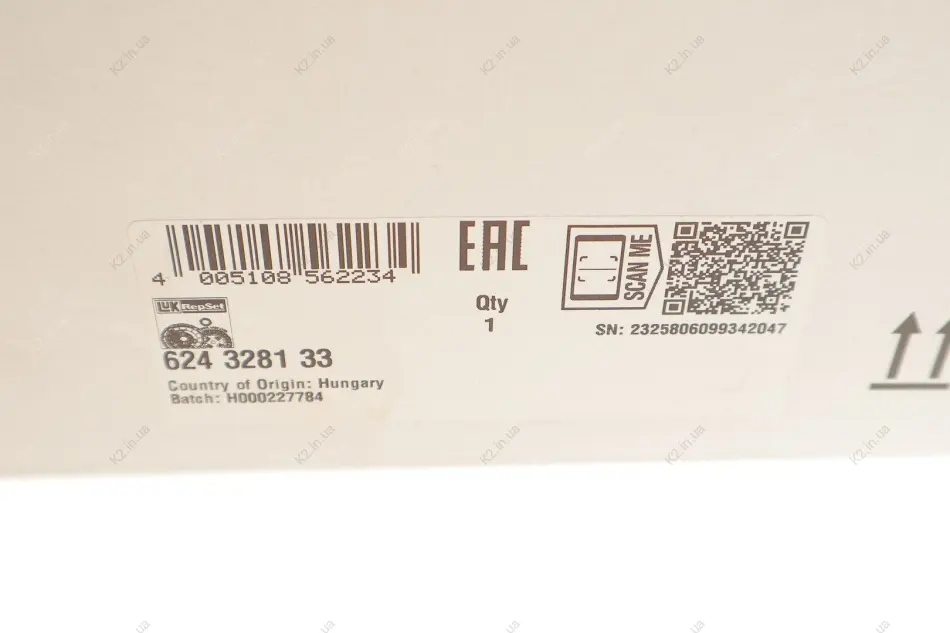 4 005108 562234
EAC
SCAN ME
Qty
1
SN: 2325806099342047
LuK RepSet
624 3281 33
Country of Origin: Hungary
Batch: H000227784
K2.in.ua